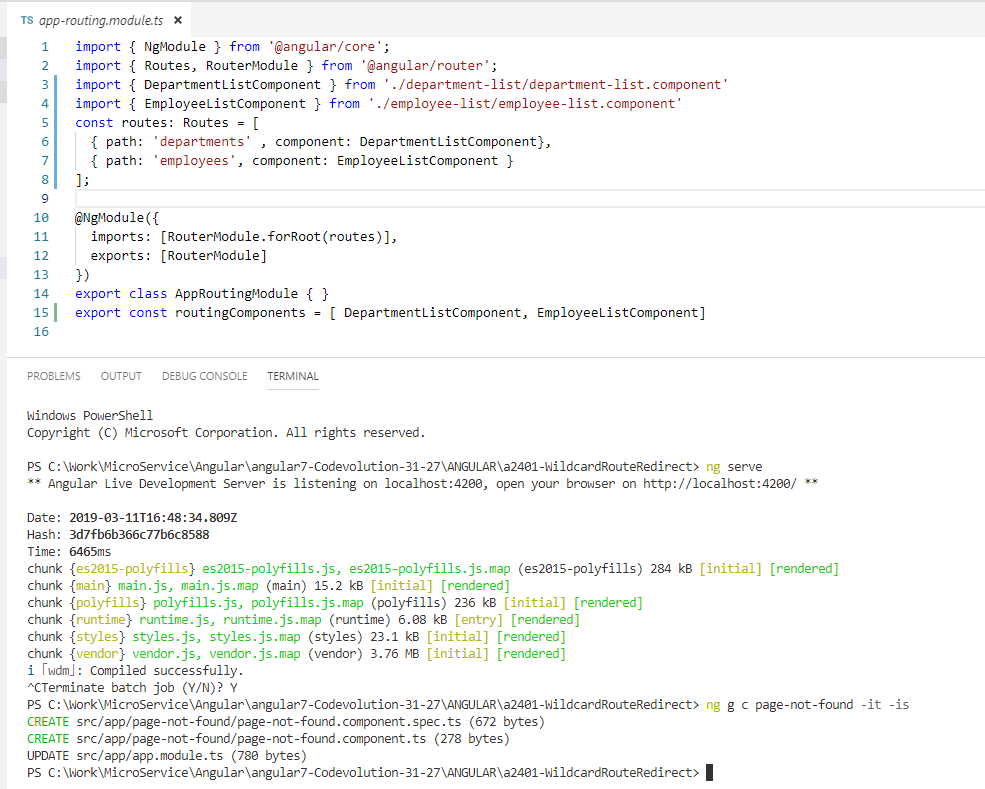 TS app-routing.module.ts ×
1 import { NgModule } from '@angular/core';
2 import { Routes, RouterModule } from '@angular/router';
3 import { DepartmentListComponent } from './department-list/department-list.component'
4 import { EmployeeListComponent } from './employee-list/employee-list.component'
5 const routes: Routes = [
6 { path: 'departments' , component: DepartmentListComponent},
7 { path: 'employees', component: EmployeeListComponent }
8 ];
9
10 @NgModule({
11 imports: [RouterModule.forRoot(routes)],
12 exports: [RouterModule]
13 })
14 export class AppRoutingModule { }
15 export const routingComponents = [ DepartmentListComponent, EmployeeListComponent]
16
PROBLEMS OUTPUT DEBUG CONSOLE TERMINAL
Windows PowerShell
Copyright (C) Microsoft Corporation. All rights reserved.
PS C:\Work\MicroService\Angular\angular7-Codevolution-31-27\ANGULAR\a2401-WildcardRouteRedirect> ng serve
** Angular Live Development Server is listening on localhost:4200, open your browser on http://localhost:4200/ **
Date: 2019-03-11T16:48:34.809Z
Hash: 3d7fb6b366c77b6c8588
Time: 6465ms
chunk {es2015-polyfills} es2015-polyfills.js, es2015-polyfills.js.map (es2015-polyfills) 284 kB [initial] [rendered]
chunk {main} main.js, main.js.map (main) 15.2 kB [initial] [rendered]
chunk {polyfills} polyfills.js, polyfills.js.map (polyfills) 236 kB [initial] [rendered]
chunk {runtime} runtime.js, runtime.js.map (runtime) 6.08 kB [entry] [rendered]
chunk {styles} styles.js, styles.js.map (styles) 23.1 kB [initial] [rendered]
chunk {vendor} vendor.js, vendor.js.map (vendor) 3.76 MB [initial] [rendered]
i ｢wdm｣: Compiled successfully.
^CTerminate batch job (Y/N)? Y
PS C:\Work\MicroService\Angular\angular7-Codevolution-31-27\ANGULAR\a2401-WildcardRouteRedirect> ng g c page-not-found -it -is
CREATE src/app/page-not-found/page-not-found.component.spec.ts (672 bytes)
CREATE src/app/page-not-found/page-not-found.component.ts (278 bytes)
UPDATE src/app/app.module.ts (780 bytes)
PS C:\Work\MicroService\Angular\angular7-Codevolution-31-27\ANGULAR\a2401-WildcardRouteRedirect>